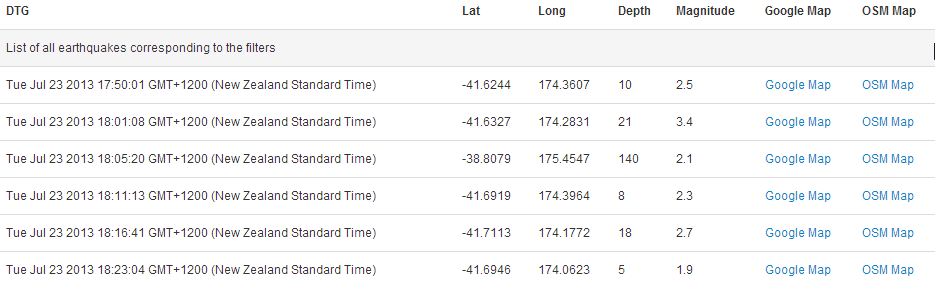 DTG Lat Long Depth Magnitude Google Map OSM Map
List of all earthquakes corresponding to the filters
Tue Jul 23 2013 17:50:01 GMT+1200 (New Zealand Standard Time) -41.6244 174.3607 10 2.5 Google Map OSM Map
Tue Jul 23 2013 18:01:08 GMT+1200 (New Zealand Standard Time) -41.6327 174.2831 21 3.4 Google Map OSM Map
Tue Jul 23 2013 18:05:20 GMT+1200 (New Zealand Standard Time) -38.8079 175.4547 140 2.1 Google Map OSM Map
Tue Jul 23 2013 18:11:13 GMT+1200 (New Zealand Standard Time) -41.6919 174.3964 8 2.3 Google Map OSM Map
Tue Jul 23 2013 18:16:41 GMT+1200 (New Zealand Standard Time) -41.7113 174.1772 18 2.7 Google Map OSM Map
Tue Jul 23 2013 18:23:04 GMT+1200 (New Zealand Standard Time) -41.6946 174.0623 5 1.9 Google Map OSM Map